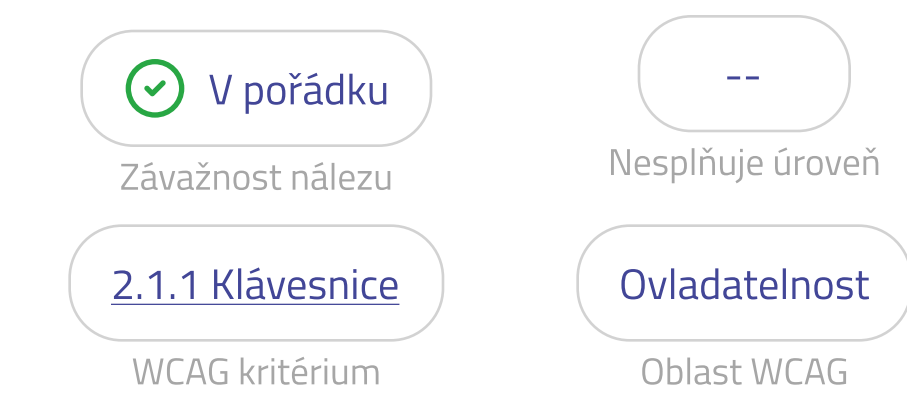 V pořádku
Závažnost nálezu
--
Nesplňuje úroveň
2.1.1 Klávesnice
WCAG kritérium
Ovladatelnost
Oblast WCAG